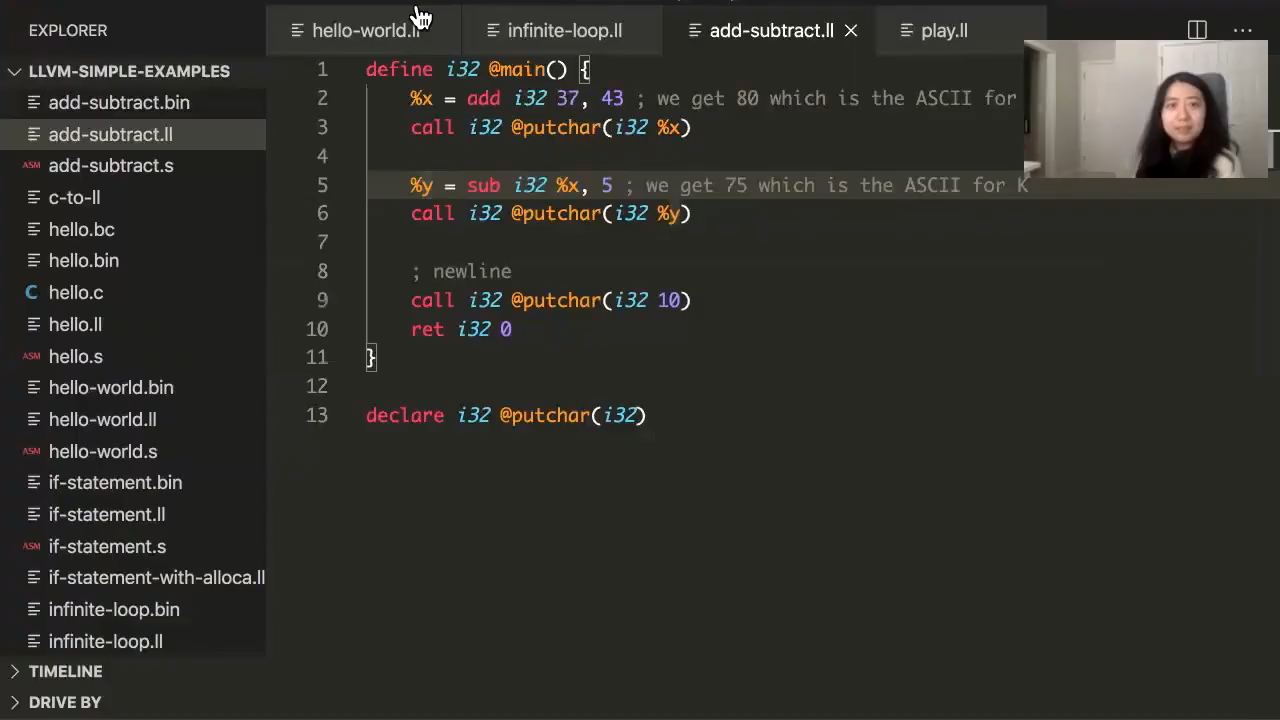 EXPLORER
LLVM-SIMPLE-EXAMPLES
add-subtract.bin
add-subtract.ll
ASM add-subtract.s
c-to-ll
hello.bc
hello.bin
C hello.c
hello.ll
ASM hello.s
hello-world.bin
hello-world.ll
ASM hello-world.s
if-statement.bin
if-statement.ll
ASM if-statement.s
if-statement-with-alloca.ll
infinite-loop.bin
infinite-loop.ll
TIMELINE
DRIVE BY
hello-world.ll infinite-loop.ll add-subtract.ll play.ll
1 define i32 @main() {
2 %x = add i32 37, 43 ; we get 80 which is the ASCII for
3 call i32 @putchar(i32 %x)
4
5 %y = sub i32 %x, 5 ; we get 75 which is the ASCII for K
6 call i32 @putchar(i32 %y)
7
8 ; newline
9 call i32 @putchar(i32 10)
10 ret i32 0
11 }
12
13 declare i32 @putchar(i32)